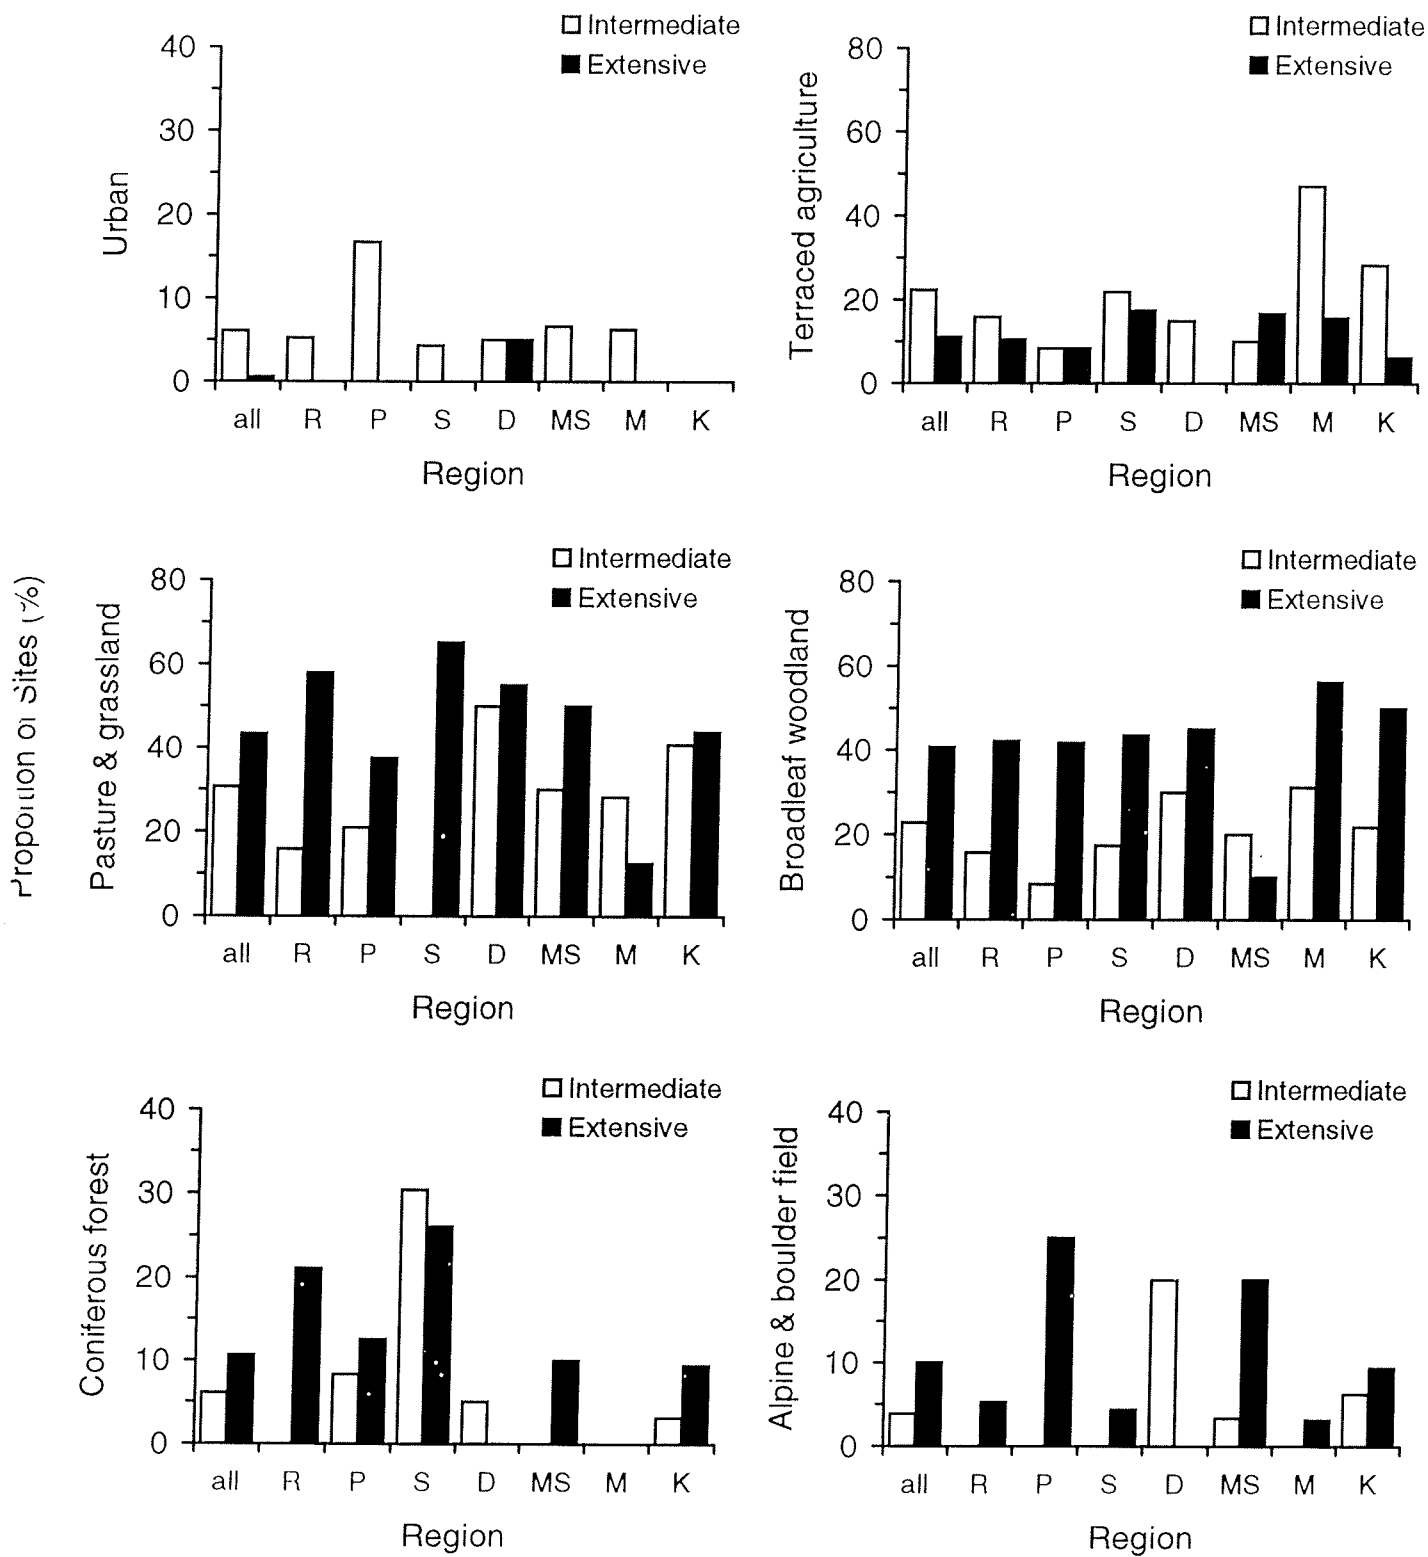 Intermediate
Extensive
Urban
40
30
20
10
0
all R P S D MS M K
Region
Intermediate
Extensive
Terraced agriculture
80
60
40
20
0
all R P S D MS M K
Region
Proportion of Sites (%)
Intermediate
Extensive
Pasture & grassland
80
60
40
20
0
all R P S D MS M K
Region
Intermediate
Extensive
Broadleaf woodland
80
60
40
20
0
all R P S D MS M K
Region
Intermediate
Extensive
Coniferous forest
40
30
20
10
0
all R P S D MS M K
Region
Intermediate
Extensive
Alpine & boulder field
40
30
20
10
0
all R P S D MS M K
Region